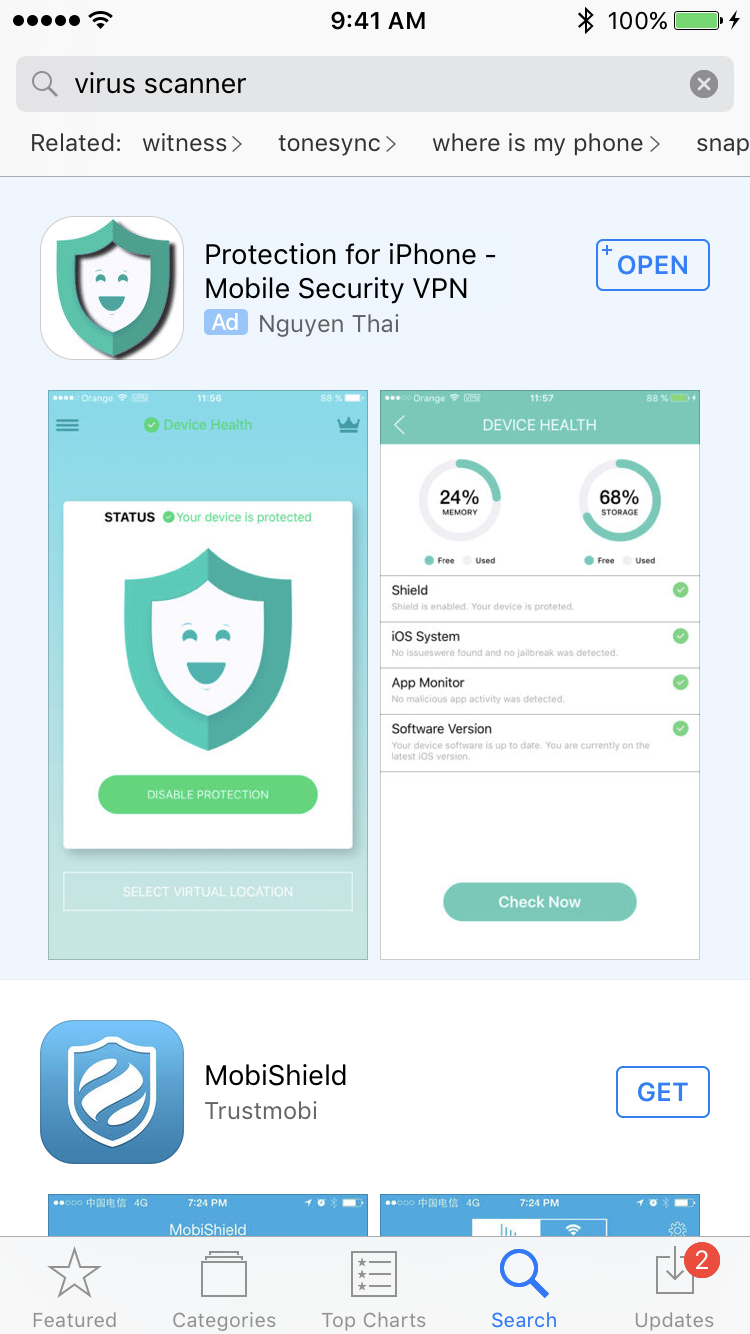 9:41 AM
100%
virus scanner
Related: witness tonesync where is my phone snap
Protection for iPhone -
Mobile Security VPN
OPEN
Ad Nguyen Thai
Orange VPN 11:56 88 %
Device Health
STATUS Your device is protected
DISABLE PROTECTION
SELECT VIRTUAL LOCATION
Orange VPN 11:57 88 %
DEVICE HEALTH
24%
MEMORY
Free Used
68%
STORAGE
Free Used
Shield
Shield is enabled. Your device is proteted.
iOS System
No issueswere found and no jailbreak was detected.
App Monitor
No malicious app activity was detected.
Software Version
Your device software is up to date. You are currently on the
latest iOS version.
Check Now
MobiShield
Trustmobi
GET
中国电信 4G 7:24 PM
MobiShield
中国电信 4G 7:24 PM
Featured
Categories
Top Charts
Search
2
Updates